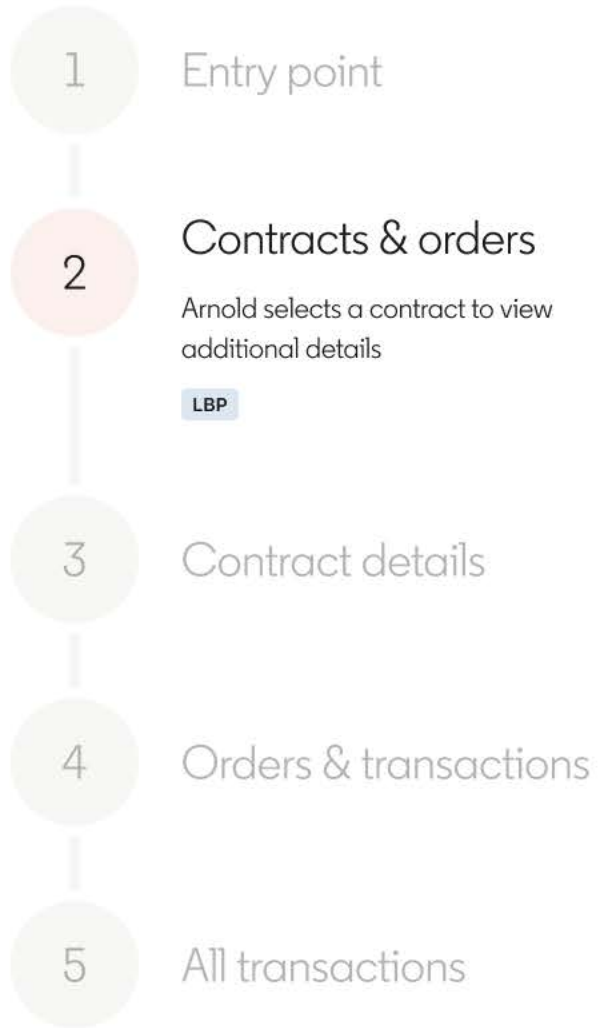 1 Entry point
2 Contracts & orders
Arnold selects a contract to view
additional details
LBP
3 Contract details
4 Orders & transactions
5 All transactions